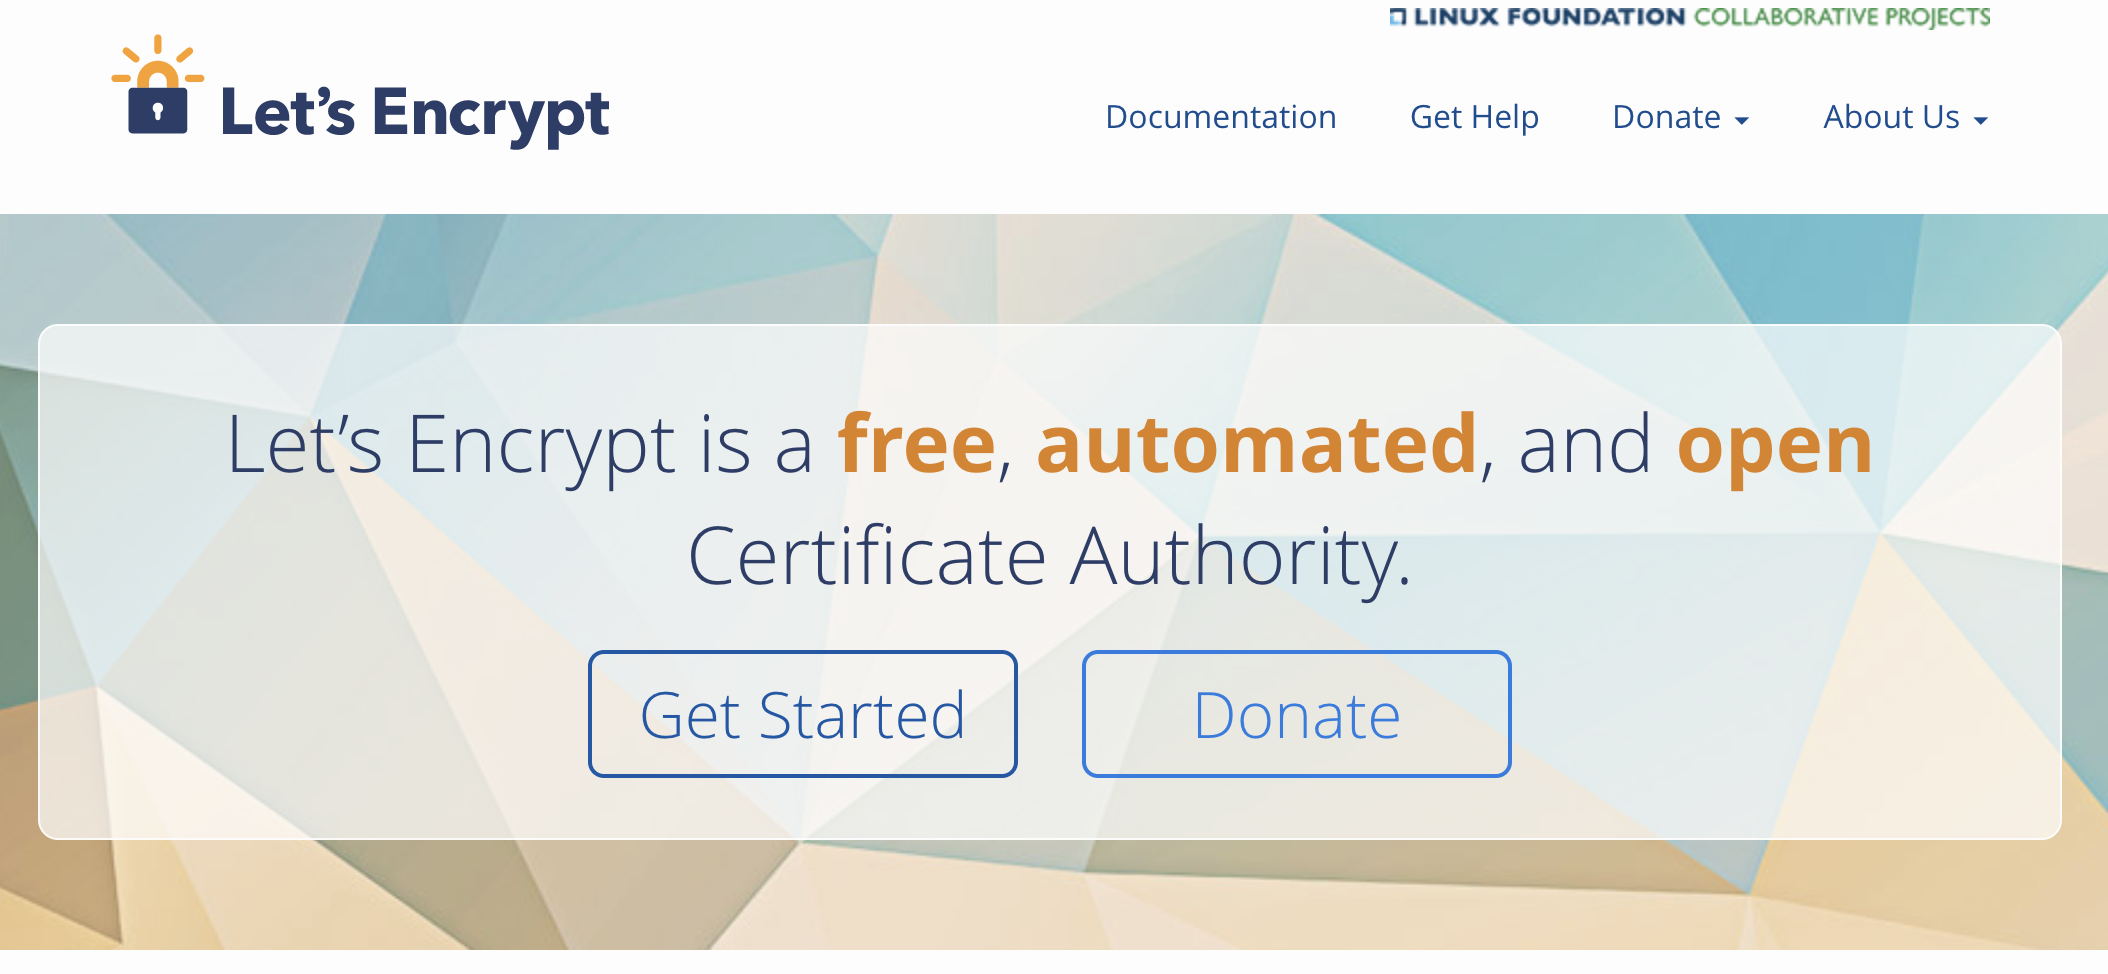 LINUX FOUNDATION COLLABORATIVE PROJECTS
Let's Encrypt
Documentation Get Help Donate About Us
Let’s Encrypt is a free, automated, and open
Certificate Authority.
Get Started Donate